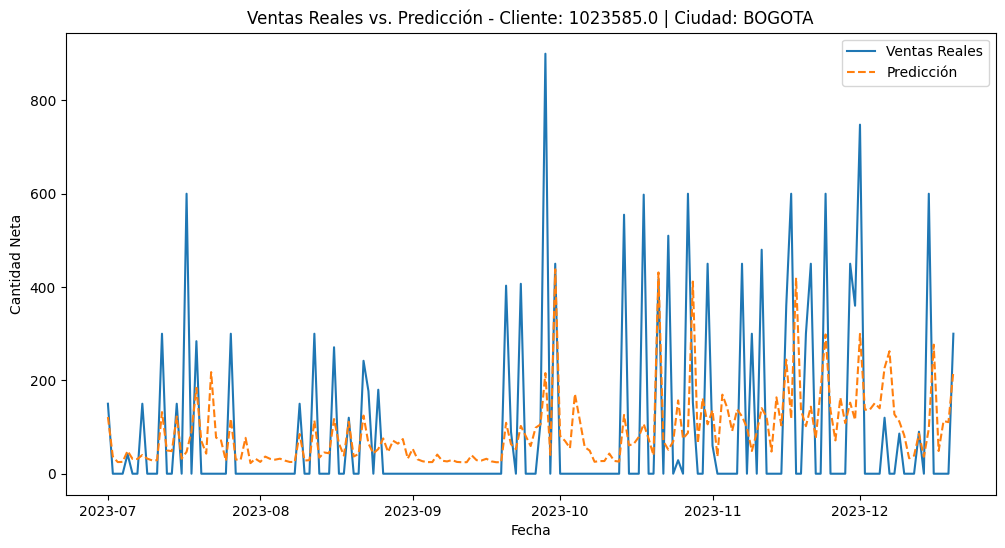 Ventas Reales vs. Predicción - Cliente: 1023585.0 | Ciudad: BOGOTA
Ventas Reales
Predicción
Cantidad Neta
800
600
400
200
0
2023-07
2023-08
2023-09
2023-10
2023-11
2023-12
Fecha